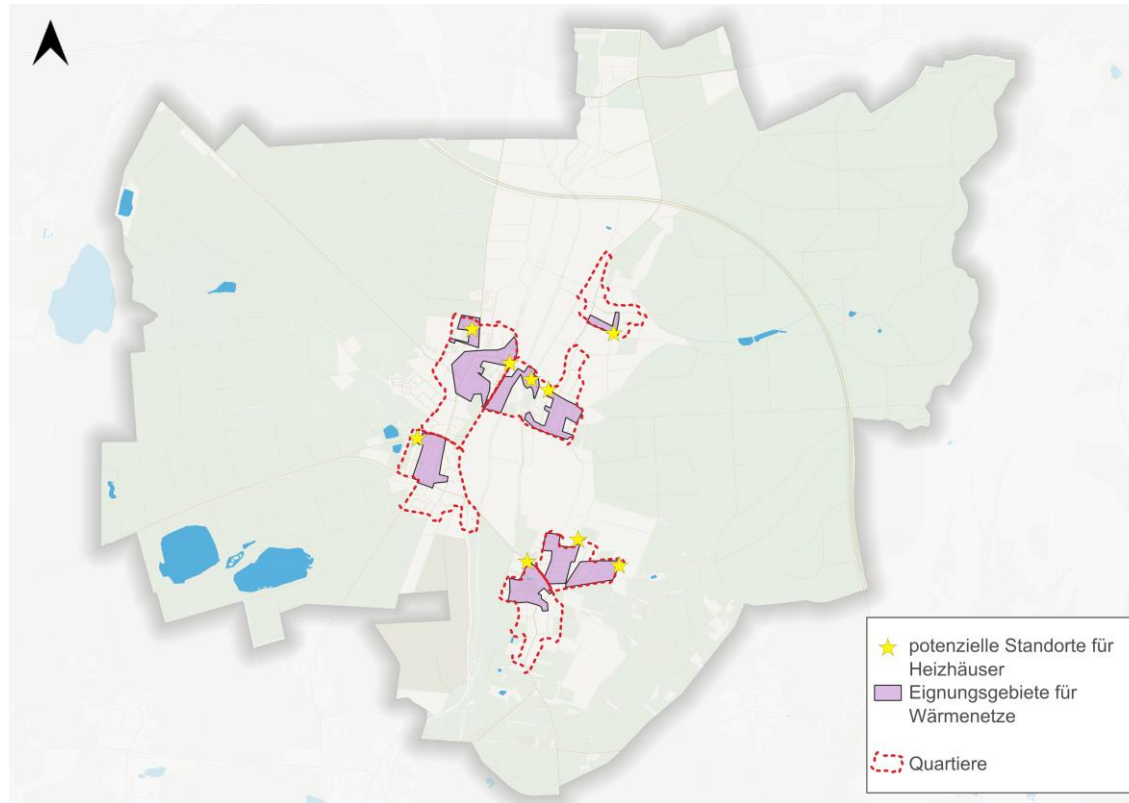 potenzielle Standorte für
Heizhäuser
Eignungsgebiete für
Wärmenetze
Quartiere